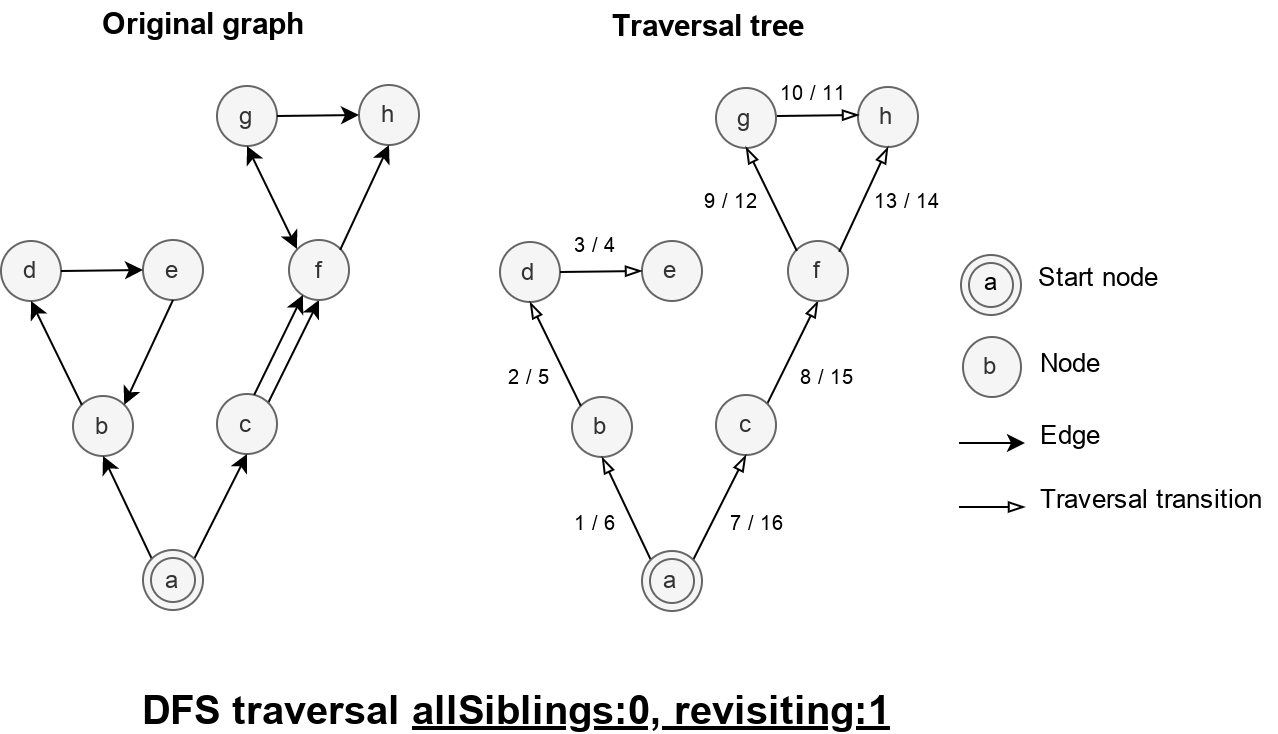 Original graph
Traversal tree
g
h
d
e
f
b
c
a
10 / 11
g
h
9 / 12
13 / 14
3 / 4
d
e
f
2 / 5
8 / 15
b
c
1 / 6
7 / 16
a
a Start node
b Node
Edge
Traversal transition
DFS traversal allSiblings:0, revisiting:1